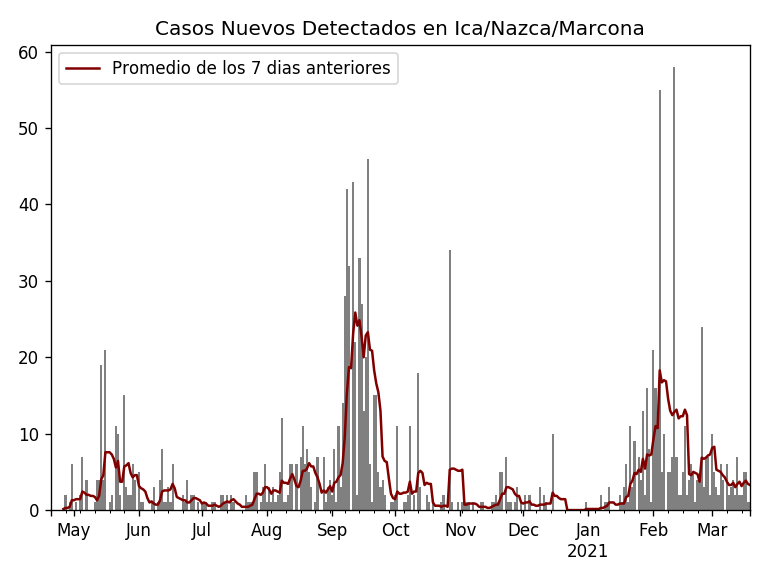 Casos Nuevos Detectados en Ica/Nazca/Marcona
Promedio de los 7 dias anteriores
60
50
40
30
20
10
0
May Jun Jul Aug Sep Oct Nov Dec Jan Feb Mar
2021